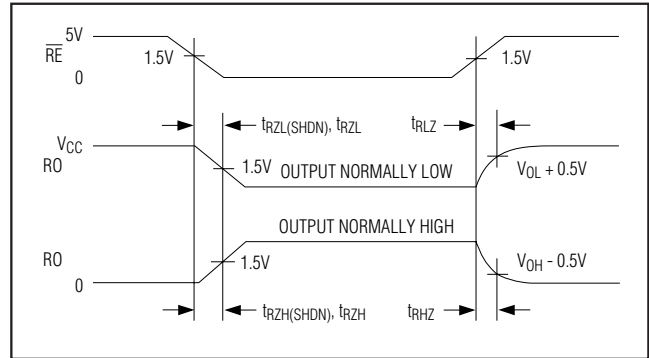 5V
RE
1.5V
1.5V
0
tRZL(SHDN), tRZL
tRLZ
VCC
RO
1.5V
OUTPUT NORMALLY LOW
VOL + 0.5V
OUTPUT NORMALLY HIGH
RO
1.5V
VOH - 0.5V
0
tRZH(SHDN), tRZH
tRHZ